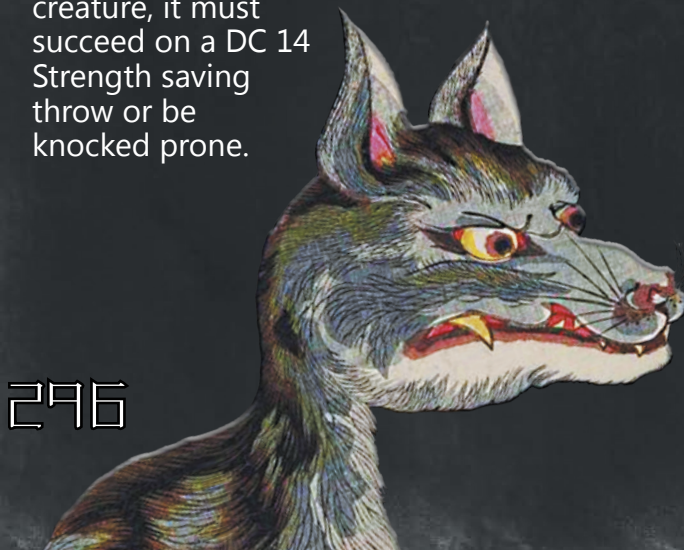 creature, it must
succeed on a DC 14
Strength saving
throw or be
knocked prone.
296